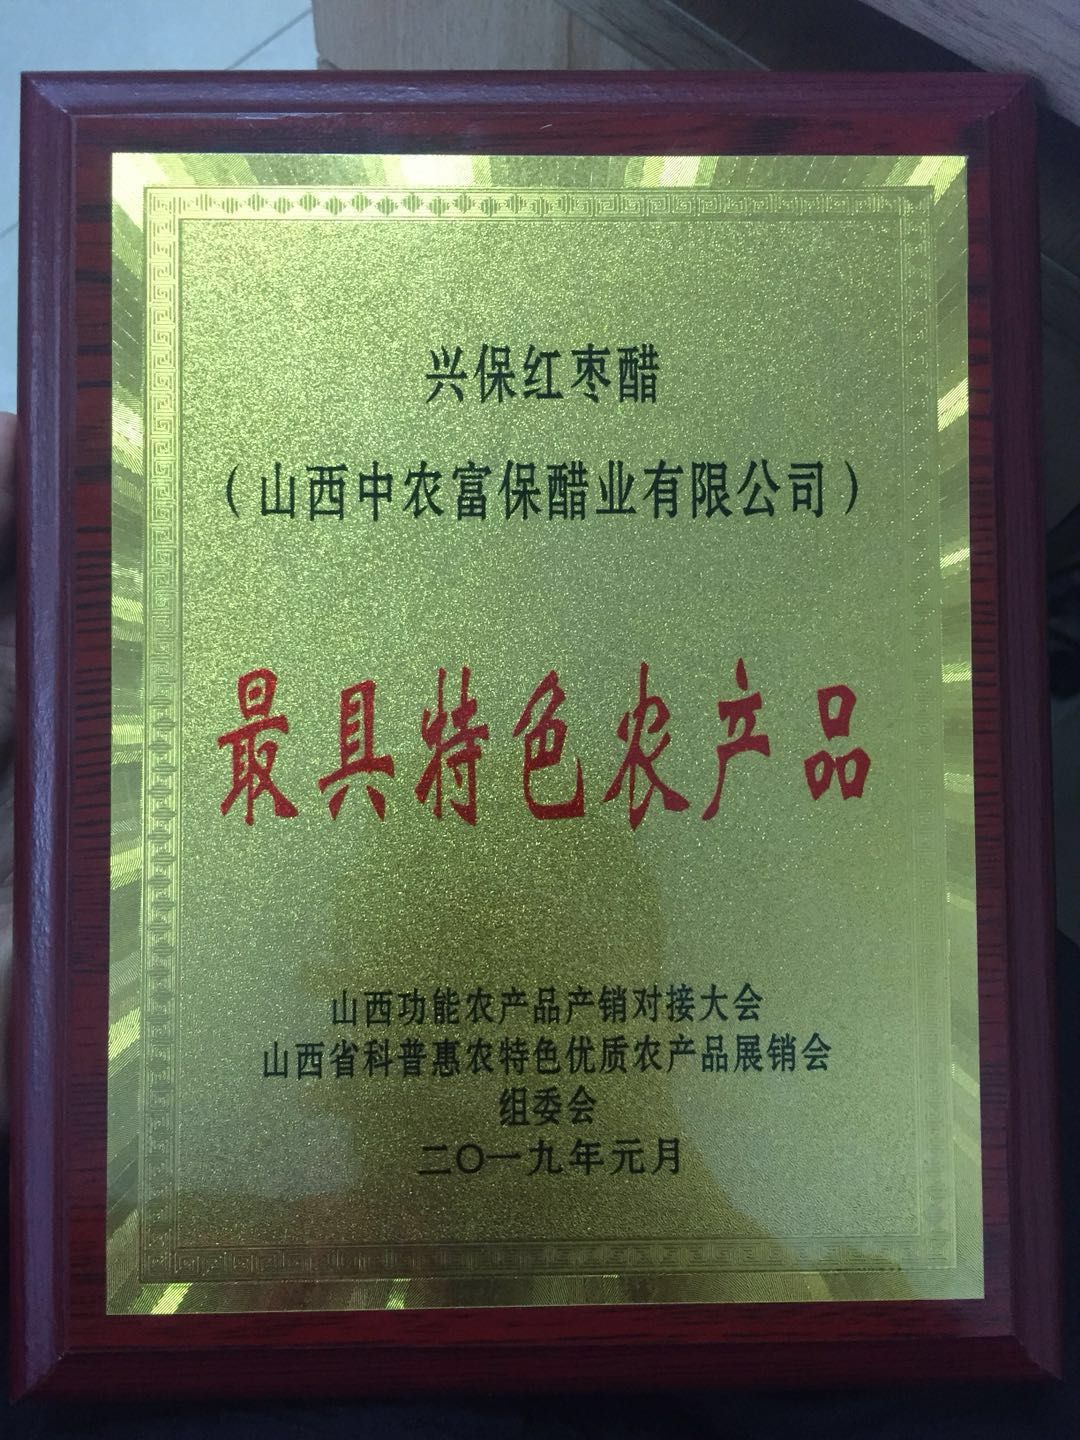 兴保红枣醋
（山西中农富保醋业有限公司）
最具特色农产品
山西功能农产品产销对接大会
山西省科普惠农特色优质农产品展销会
组委会
二〇一九年元月